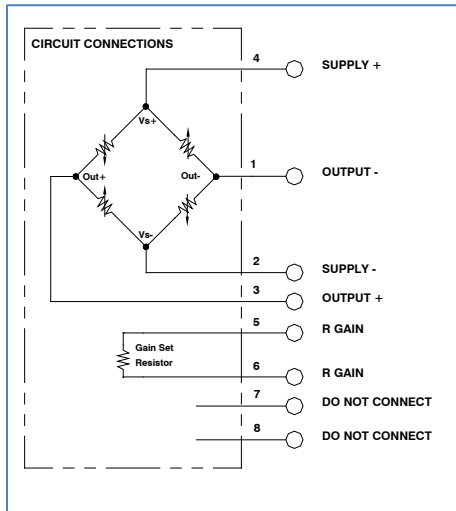 CIRCUIT CONNECTIONS
4 SUPPLY +
Vs+
Out+ Out- 1 OUTPUT -
Vs-
2 SUPPLY -
3 OUTPUT +
5 R GAIN
Gain Set
Resistor
6 R GAIN
7 DO NOT CONNECT
8 DO NOT CONNECT